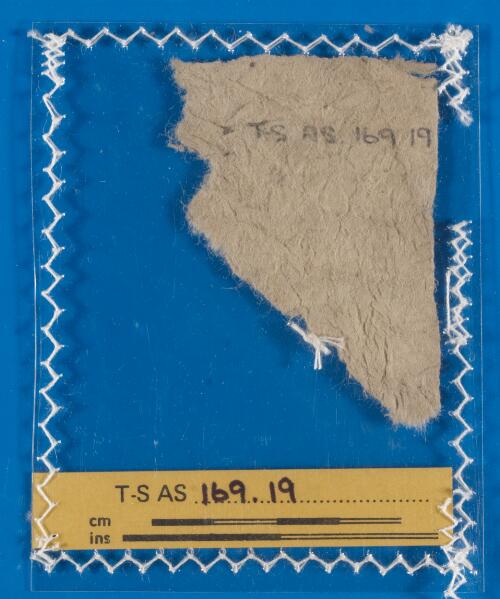 T-S AS. 169 19
T-S AS 169.19
cm
ins